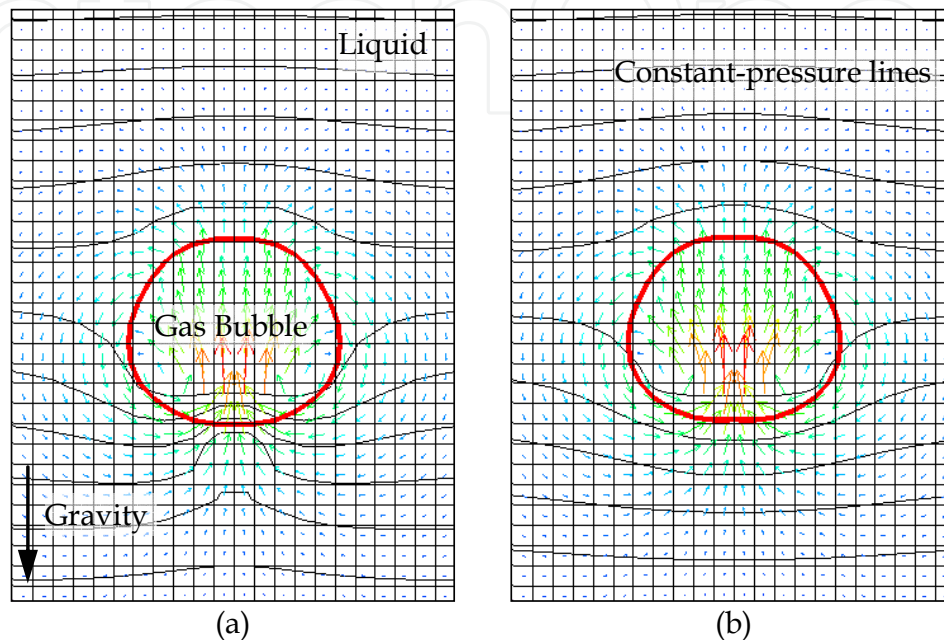 Liquid
Constant-pressure lines
Gas Bubble
Gravity
(a)
(b)